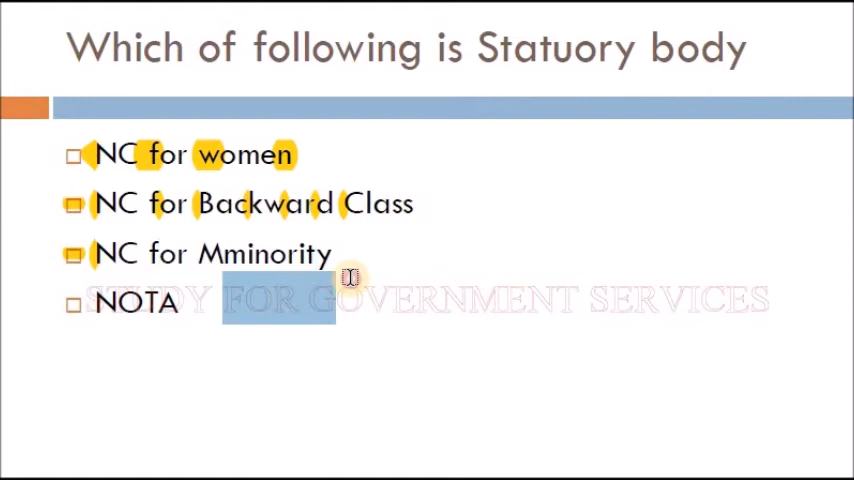 Which of following is Statuory body
NC for women
NC for Backward Class
NC for Mminority
NOTA
STUDY FOR GOVERNMENT SERVICES